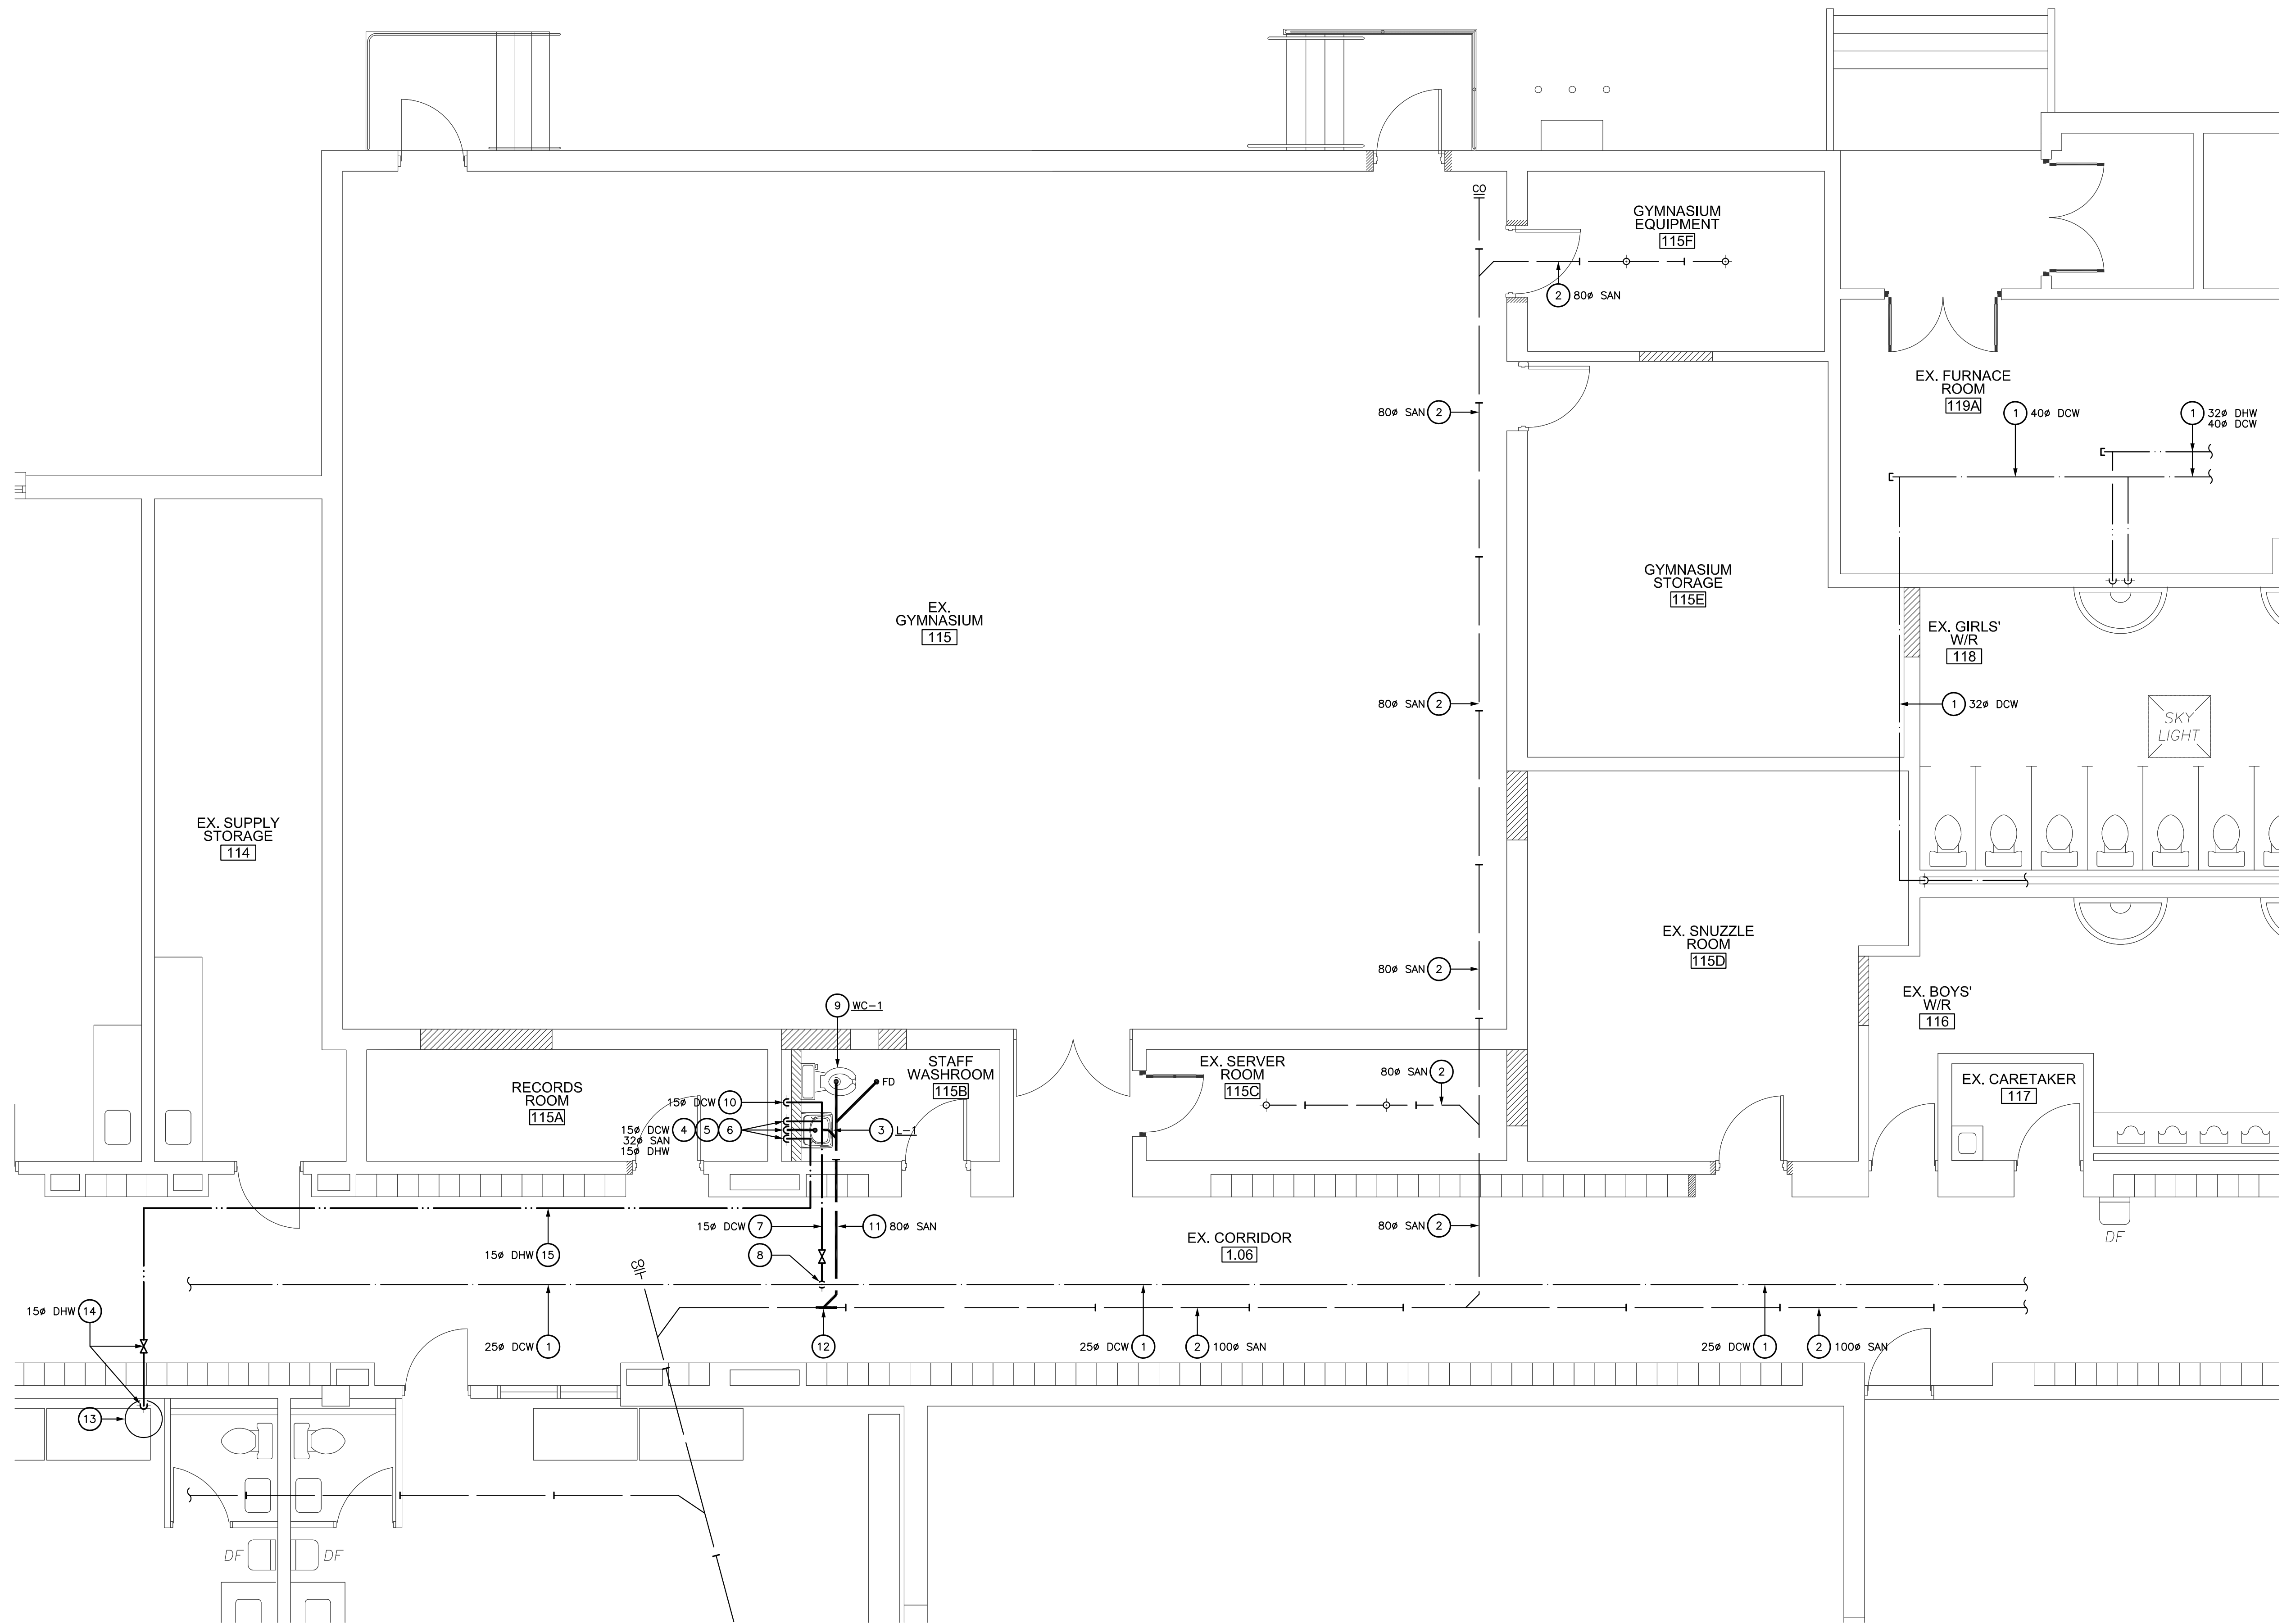 CO
GYMNASIUM
EQUIPMENT
115F
2 80ø SAN
EX. FURNACE
ROOM
119A
80ø SAN 2
1 40ø DCW
1 32ø DHW
40ø DCW
GYMNASIUM
STORAGE
115E
EX.
GYMNASIUM
115
EX. GIRLS'
W/R
118
80ø SAN 2
1 32ø DCW
SKY
LIGHT
EX. SUPPLY
STORAGE
114
EX. SNUZZLE
ROOM
115D
80ø SAN 2
9 WC-1
EX. BOYS'
W/R
116
STAFF
WASHROOM
115B
FD
EX. SERVER
ROOM
115C
80ø SAN 2
EX. CARETAKER
117
RECORDS
ROOM
115A
15ø DCW 10
15ø DCW 4 5 6
32ø SAN
15ø DHW
3 L-1
15ø DCW 7
11 80ø SAN
80ø SAN 2
DF
15ø DHW 15
8
EX. CORRIDOR
1.06
CO
15ø DHW 14
25ø DCW 1
12
25ø DCW 1
2 100ø SAN
25ø DCW 1
2 100ø SAN
13
DF
DF